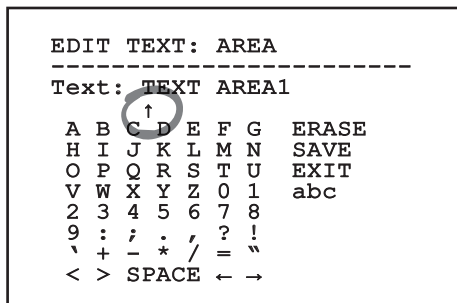 EDIT TEXT: AREA
------------------------
Text: TEXT AREA1
↑
A B C D E F G ERASE
H I J K L M N SAVE
O P Q R S T U EXIT
V W X Y Z 0 1 abc
2 3 4 5 6 7 8
9 : ; . , ? !
‵ + - * / = ‶
< > SPACE ← →